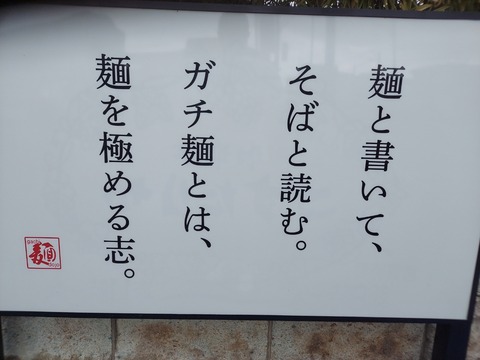 麺と書いて、
そばと読む。
ガチ麺とは、
麺を極める志。
麺